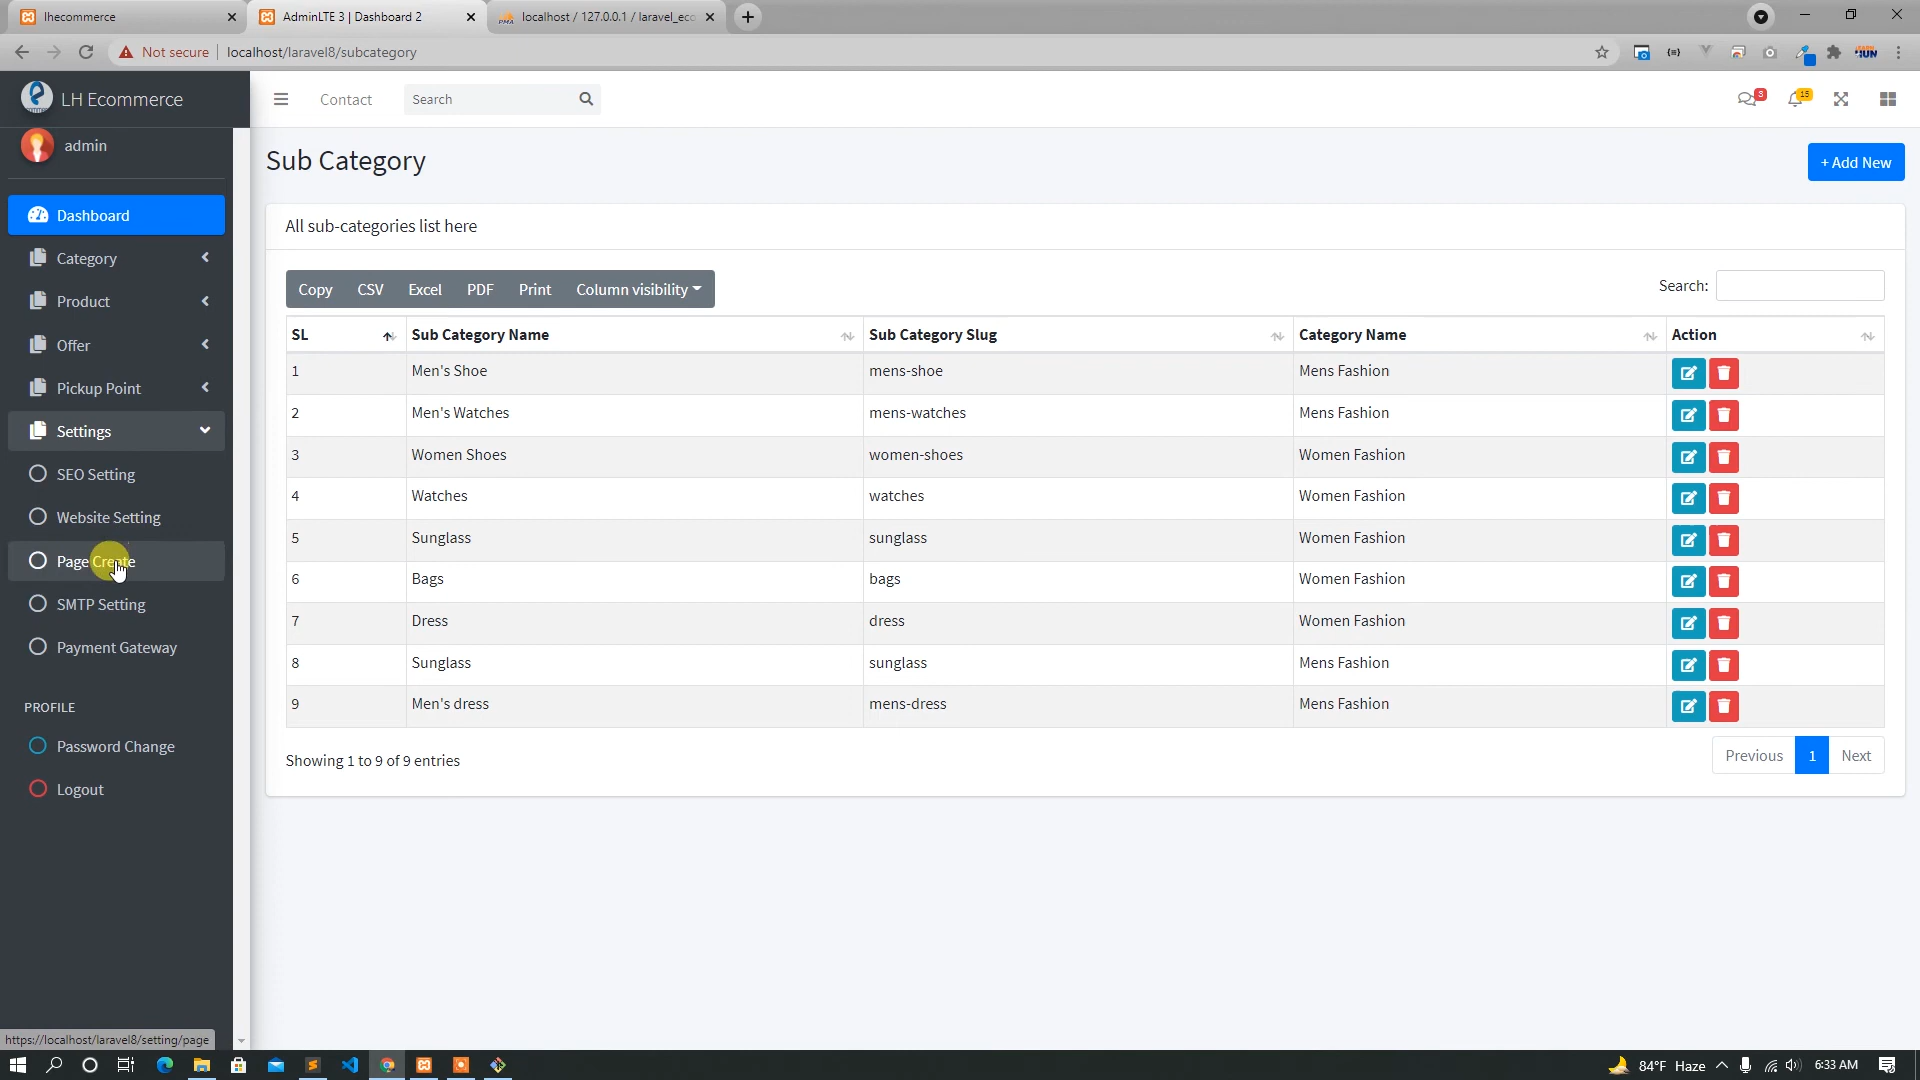 lhecommerce
AdminLTE 3 | Dashboard 2
localhost / 127.0.0.1 / laravel_ecc
Not secure
localhost/laravel8/subcategory
LH Ecommerce
Contact
Search
3
15
admin
Sub Category
+ Add New
Dashboard
Category
Product
Offer
Pickup Point
Settings
SEO Setting
Website Setting
Page Create
SMTP Setting
Payment Gateway
PROFILE
Password Change
Logout
All sub-categories list here
Copy CSV Excel PDF Print Column visibility
Search:
SL Sub Category Name Sub Category Slug Category Name Action
1 Men's Shoe mens-shoe Mens Fashion
2 Men's Watches mens-watches Mens Fashion
3 Women Shoes women-shoes Women Fashion
4 Watches watches Women Fashion
5 Sunglass sunglass Women Fashion
6 Bags bags Women Fashion
7 Dress dress Women Fashion
8 Sunglass sunglass Mens Fashion
9 Men's dress mens-dress Mens Fashion
Showing 1 to 9 of 9 entries
Previous 1 Next
https://localhost/laravel8/setting/page
84°F Haze
6:33 AM